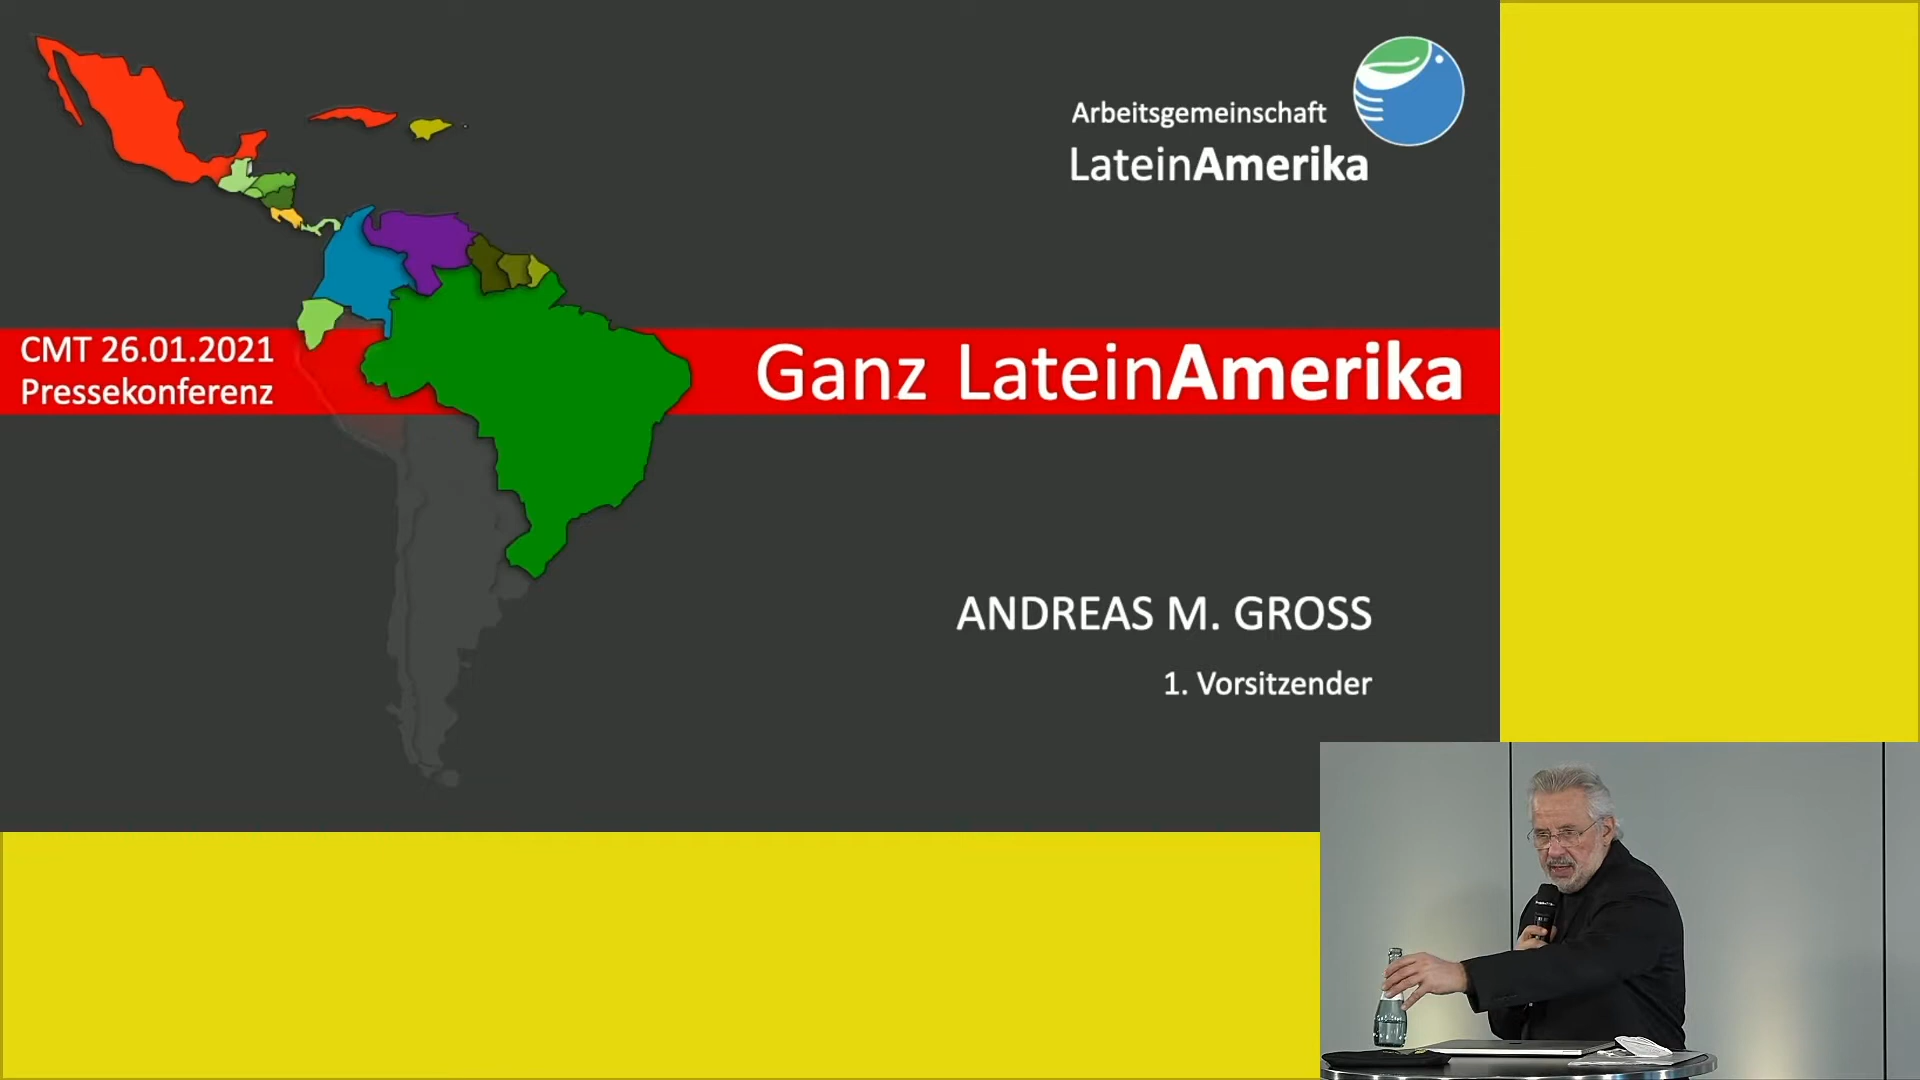 Arbeitsgemeinschaft
LateinAmerika
CMT 26.01.2021
Pressekonferenz
Ganz LateinAmerika
ANDREAS M. GROSS
1. Vorsitzender